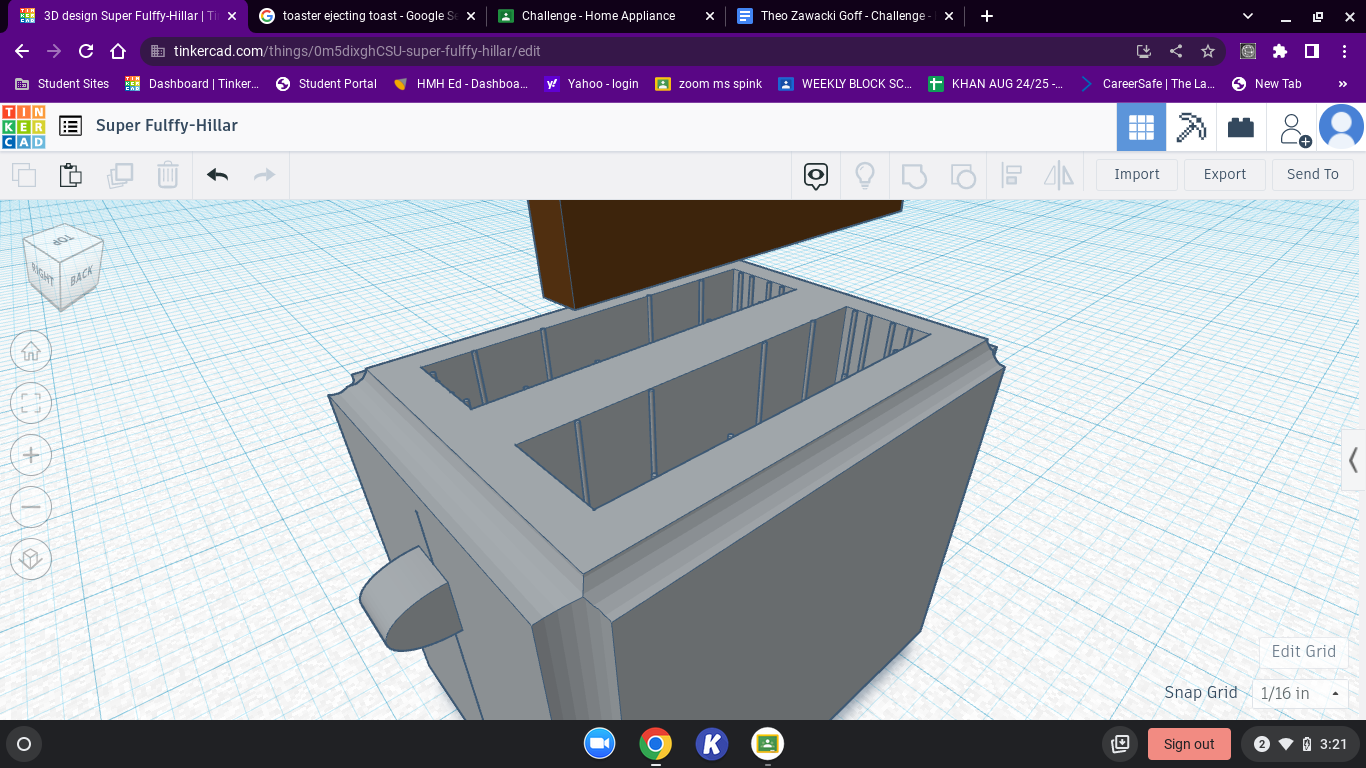 3D design Super Fulffy-Hillar | Ti
toaster ejecting toast - Google Se
Challenge - Home Appliance
Theo Zawacki Goff - Challenge -
tinkercad.com/things/0m5dixghCSU-super-fulffy-hillar/edit
Student Sites
Dashboard | Tinker...
Student Portal
HMH Ed - Dashboa...
Yahoo - login
zoom ms spink
WEEKLY BLOCK SC...
KHAN AUG 24/25 -...
CareerSafe | The La...
New Tab
»
TIN
KER
CAD
Super Fulffy-Hillar
Import
Export
Send To
TOP
RIGHT
BACK
Edit Grid
Snap Grid
1/16 in
K
Sign out
2
3:21